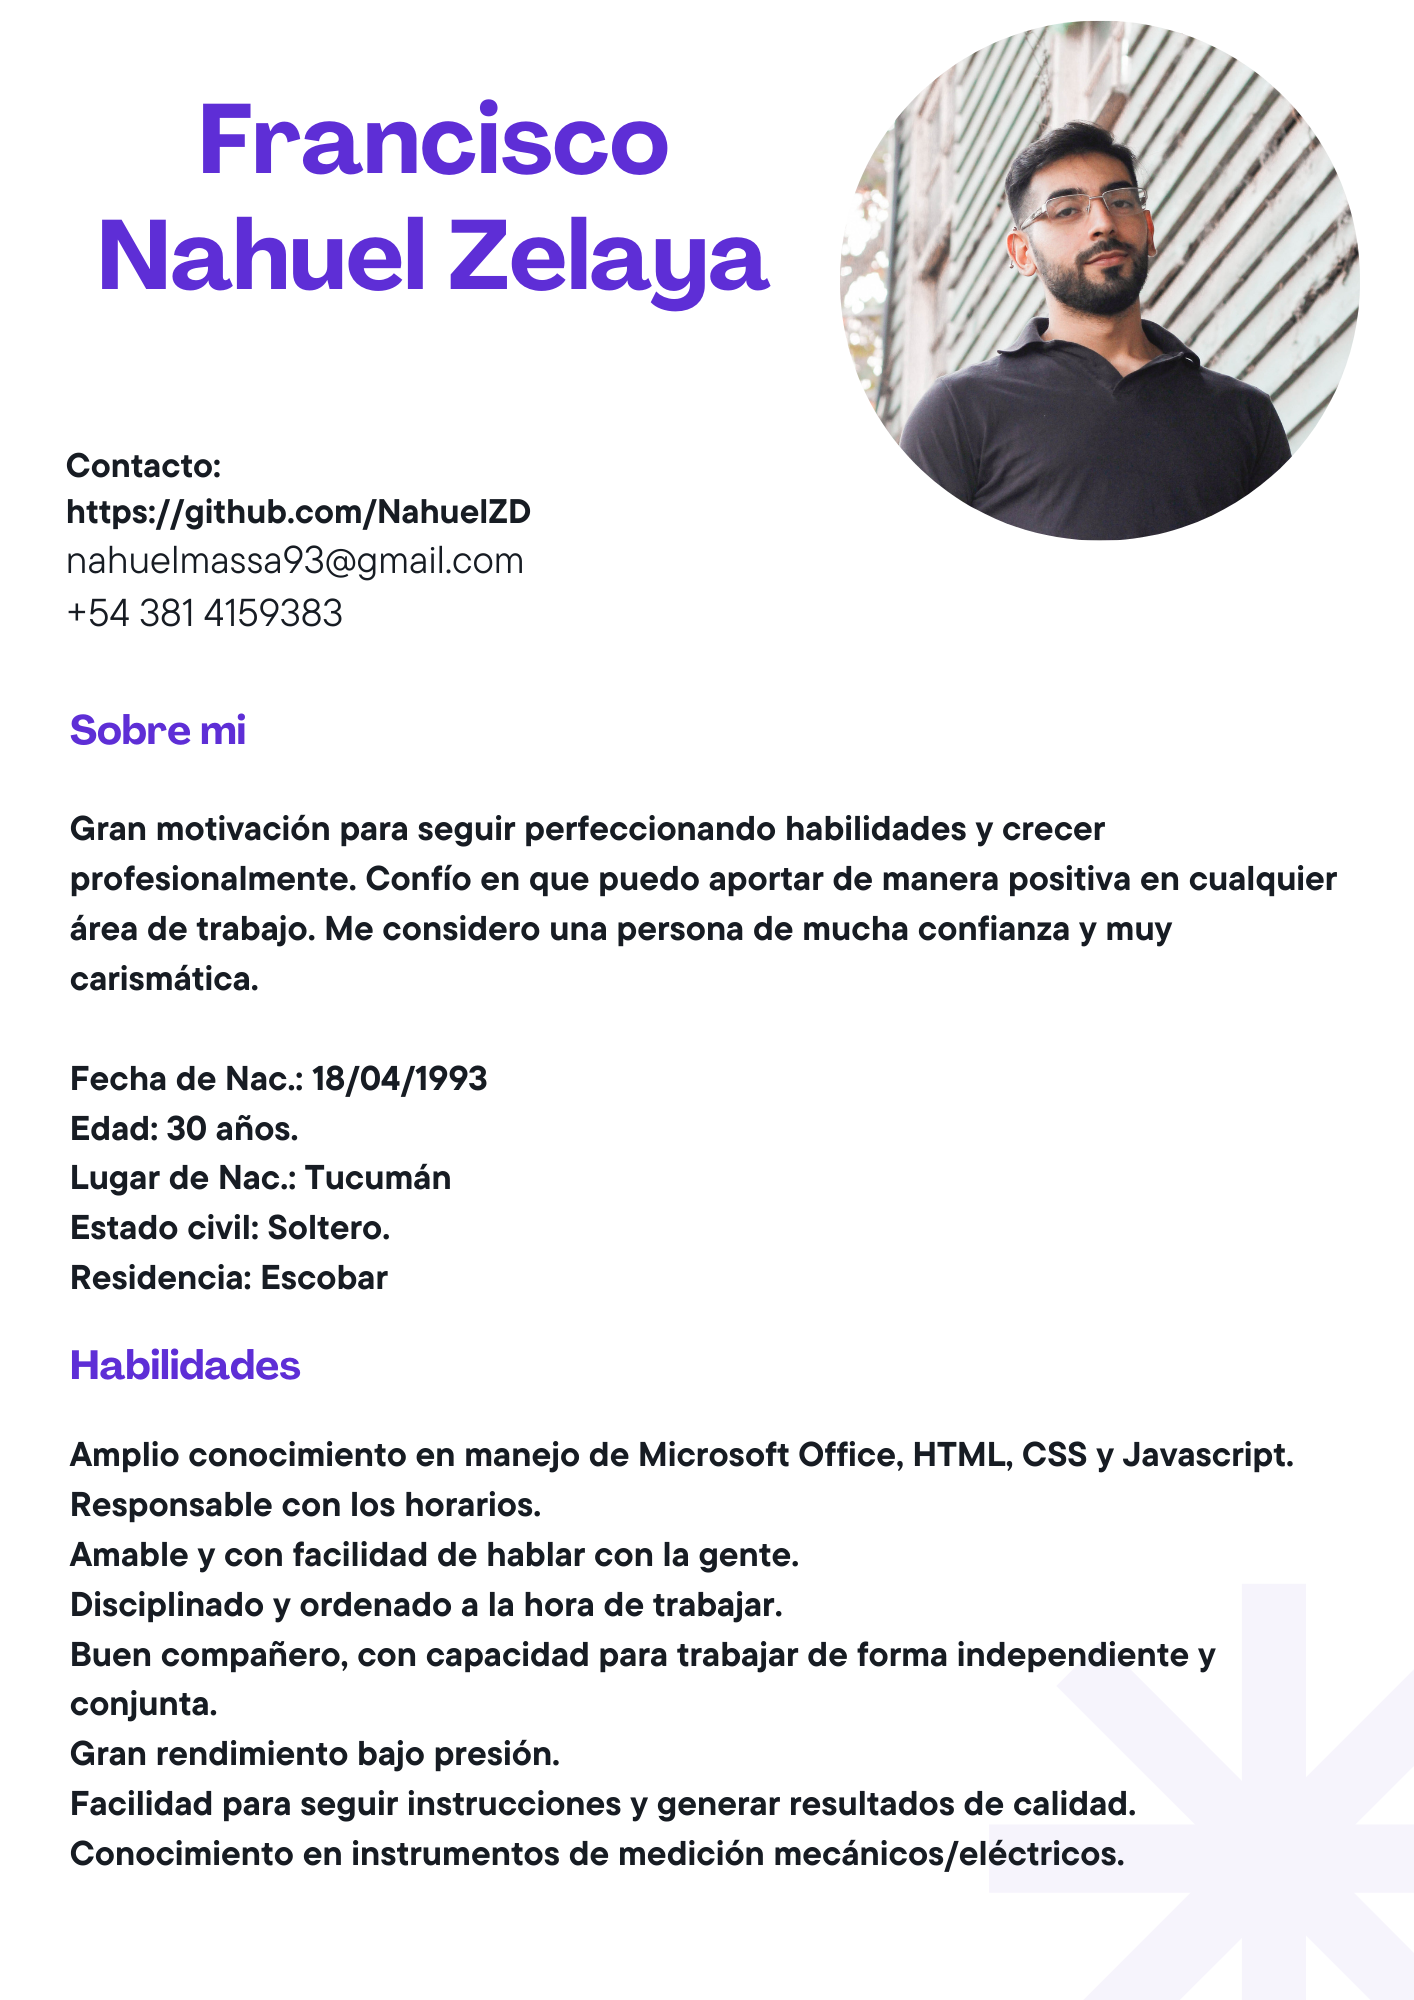 Francisco
Nahuel Zelaya
Contacto:
https://github.com/NahuelZD
nahuelmassa93@gmail.com
+54 381 4159383
Sobre mi
Gran motivación para seguir perfeccionando habilidades y crecer
profesionalmente. Confío en que puedo aportar de manera positiva en cualquier
área de trabajo. Me considero una persona de mucha confianza y muy
carismática.
Fecha de Nac.: 18/04/1993
Edad: 30 años.
Lugar de Nac.: Tucumán
Estado civil: Soltero.
Residencia: Escobar
Habilidades
Amplio conocimiento en manejo de Microsoft Office, HTML, CSS y Javascript.
Responsable con los horarios.
Amable y con facilidad de hablar con la gente.
Disciplinado y ordenado a la hora de trabajar.
Buen compañero, con capacidad para trabajar de forma independiente y
conjunta.
Gran rendimiento bajo presión.
Facilidad para seguir instrucciones y generar resultados de calidad.
Conocimiento en instrumentos de medición mecánicos/eléctricos.